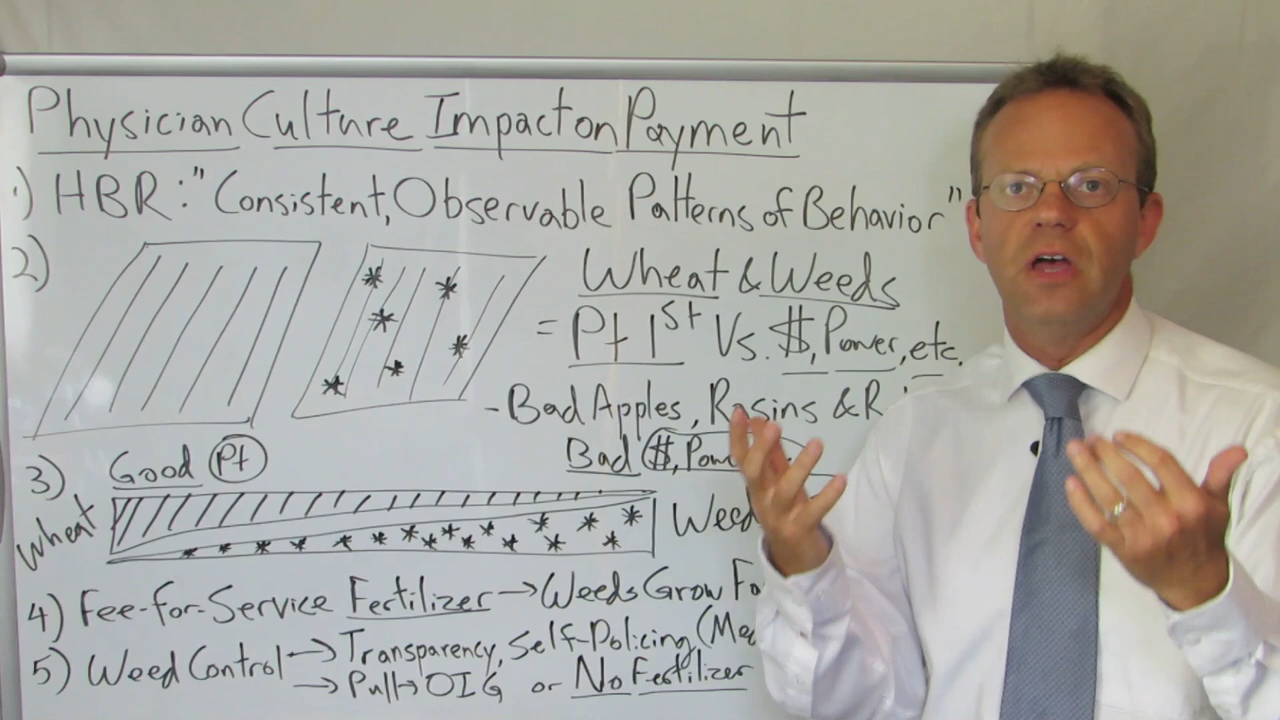 Physician Culture Impact on Payment
1) HBR: "Consistent, Observable Patterns of Behavior"
2)
Wheat & Weeds
= Pt 1st Vs. $, Power, etc.
- Bad Apples, Rasins & R
3) Good Pt
Bad $, Pow
Wheat
Weed
4) Fee-for-Service Fertilizer → Weeds Grow Fa
5) Weed Control → Transparency, Self-Policing (Me
→ Pull → OIG or No Fertilizer